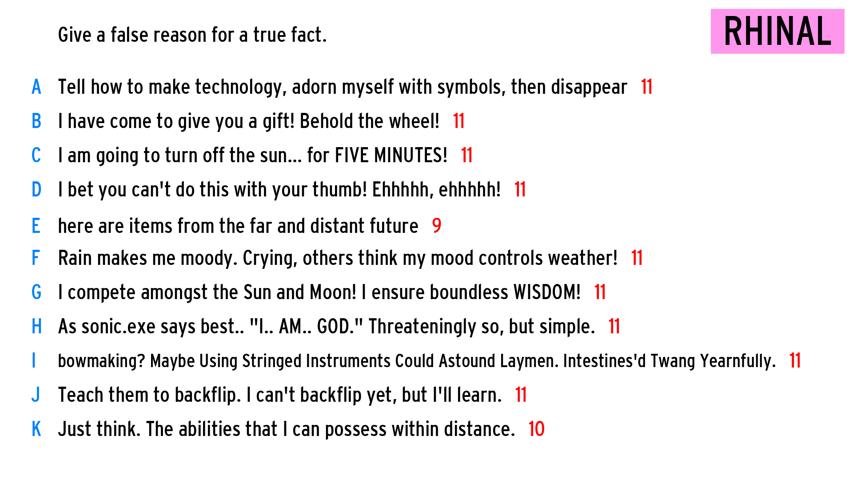 Give a false reason for a true fact.
RHINAL
A Tell how to make technology, adorn myself with symbols, then disappear 11
B I have come to give you a gift! Behold the wheel! 11
C I am going to turn off the sun... for FIVE MINUTES! 11
D I bet you can't do this with your thumb! Ehhhhh, ehhhhh! 11
E here are items from the far and distant future 9
F Rain makes me moody. Crying, others think my mood controls weather! 11
G I compete amongst the Sun and Moon! I ensure boundless WISDOM! 11
H As sonic.exe says best.. "I.. AM.. GOD." Threateningly so, but simple. 11
I bowmaking? Maybe Using Stringed Instruments Could Astound Laymen. Intestines'd Twang Yearnfully. 11
J Teach them to backflip. I can't backflip yet, but I'll learn. 11
K Just think. The abilities that I can possess within distance. 10